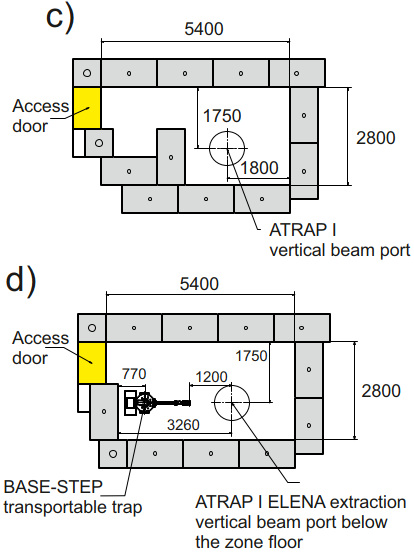 c)
5400
Access
door
1750
2800
1800
ATRAP I
vertical beam port
d)
5400
Access
door
1750
770
1200
2800
3260
BASE-STEP
transportable trap
ATRAP I ELENA extraction
vertical beam port below
the zone floor